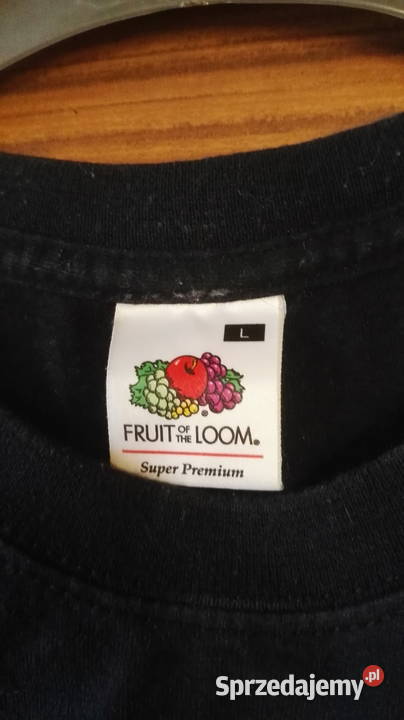 L
FRUIT OF THE LOOM®
Super Premium
Sprzedajemy.pl